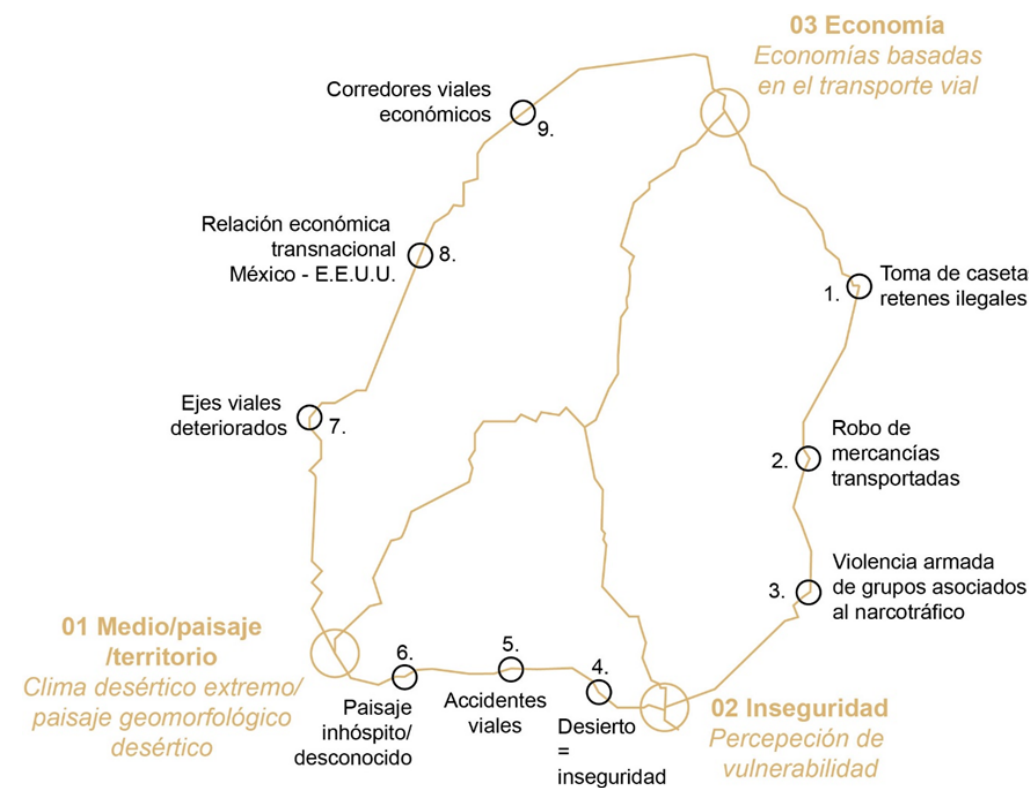 03 Economía
Economías basadas
en el transporte vial
Corredores viales
económicos
9.
Relación económica
transnacional
México - E.E.U.U.
8.
1.
Toma de caseta
retenes ilegales
Ejes viales
deteriorados
7.
2.
Robo de
mercancías
transportadas
3.
Violencia armada
de grupos asociados
al narcotráfico
01 Medio/paisaje
/territorio
Clima desértico extremo/
paisaje geomorfológico
desértico
6.
Paisaje
inhóspito/
desconocido
5.
Accidentes
viales
4.
Desierto
=
inseguridad
02 Inseguridad
Percepeción de
vulnerabilidad